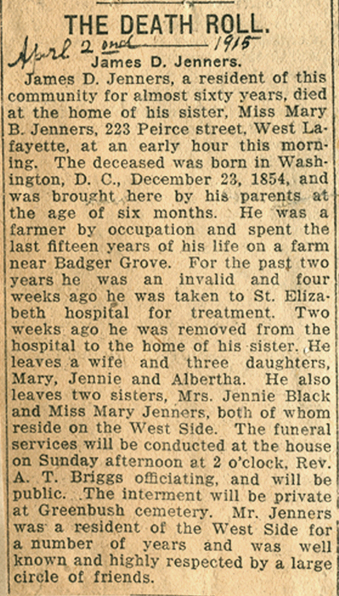 THE DEATH ROLL.
April 2ond 1915
James D. Jenners.
James D. Jenners, a resident of this
community for almost sixty years, died
at the home of his sister, Miss Mary
B. Jenners, 223 Peirce street, West La-
fayette, at an early hour this morn-
ing. The deceased was born in Wash-
ington, D. C., December 23, 1854, and
was brought here by his parents at
the age of six months. He was a
farmer by occupation and spent the
last fifteen years of his life on a farm
near Badger Grove. For the past two
years he was an invalid and four
weeks ago he was taken to St. Eliza-
beth hospital for treatment. Two
weeks ago he was removed from the
hospital to the home of his sister. He
leaves a wife and three daughters,
Mary, Jennie and Albertha. He also
leaves two sisters, Mrs. Jennie Black
and Miss Mary Jenners, both of whom
reside on the West Side. The funeral
services will be conducted at the house
on Sunday afternoon at 2 o'clock, Rev.
A. T. Briggs officiating, and will be
public. The interment will be private
at Greenbush cemetery. Mr. Jenners
was a resident of the West Side for
a number of years and was well
known and highly respected by a large
circle of friends.